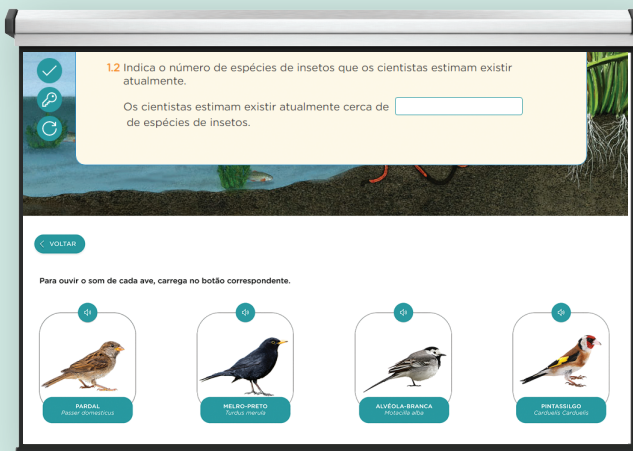 1.2 Indica o número de espécies de insetos que os cientistas estimam existir
atualmente.
Os cientistas estimam existir atualmente cerca de
de espécies de insetos.
VOLTAR
Para ouvir o som de cada ave, carrega no botão correspondente.
PARDAL
Passer domesticus
MELRO-PRETO
Turdus merula
ALVÉOLA-BRANCA
Motacilla alba
PINTASSILGO
Carduelis Carduelis